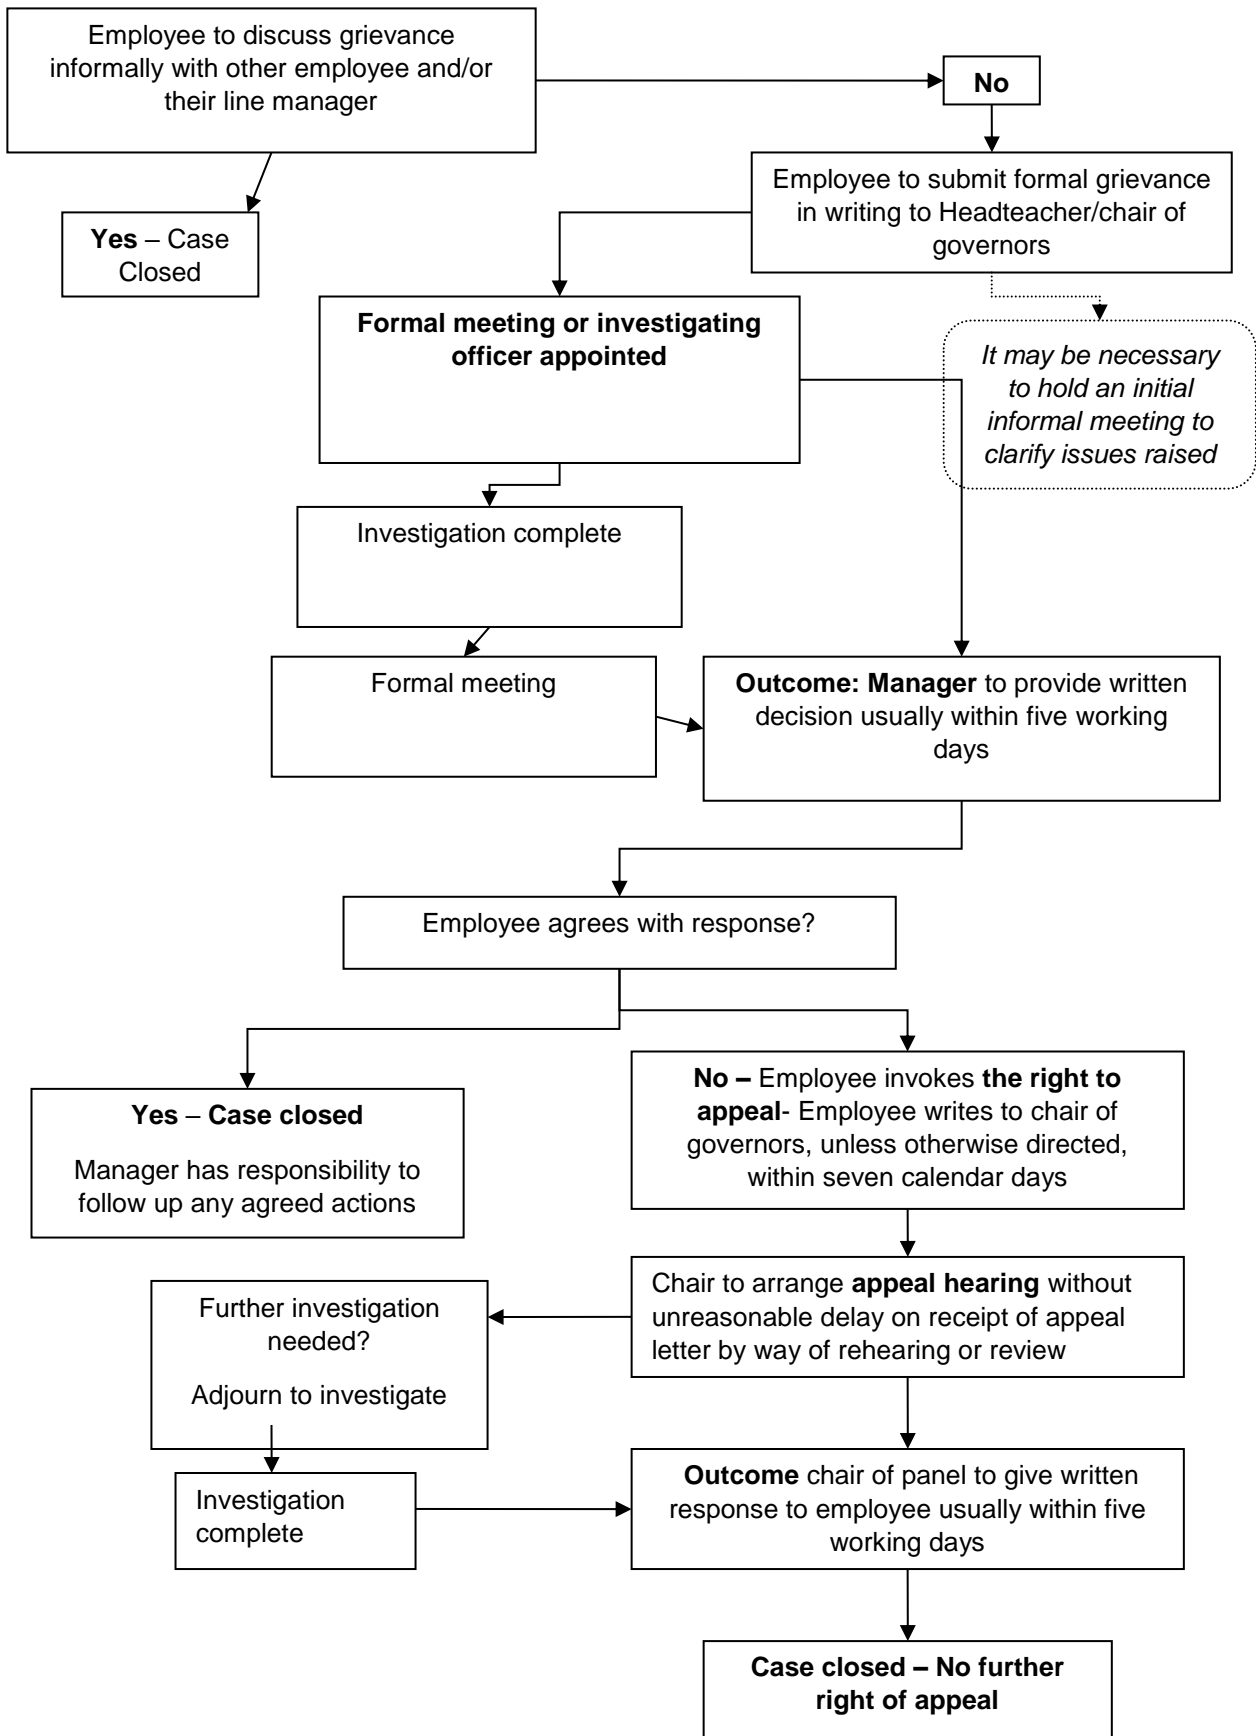 Employee to discuss grievance
informally with other employee and/or
their line manager
No
Employee to submit formal grievance
in writing to Headteacher/chair of
governors
Yes – Case
Closed
Formal meeting or investigating
officer appointed
It may be necessary
to hold an initial
informal meeting to
clarify issues raised
Investigation complete
Formal meeting
Outcome: Manager to provide written
decision usually within five working
days
Employee agrees with response?
Yes – Case closed
Manager has responsibility to
follow up any agreed actions
No – Employee invokes the right to
appeal- Employee writes to chair of
governors, unless otherwise directed,
within seven calendar days
Chair to arrange appeal hearing without
unreasonable delay on receipt of appeal
letter by way of rehearing or review
Further investigation
needed?
Adjourn to investigate
Investigation
complete
Outcome chair of panel to give written
response to employee usually within five
working days
Case closed – No further
right of appeal